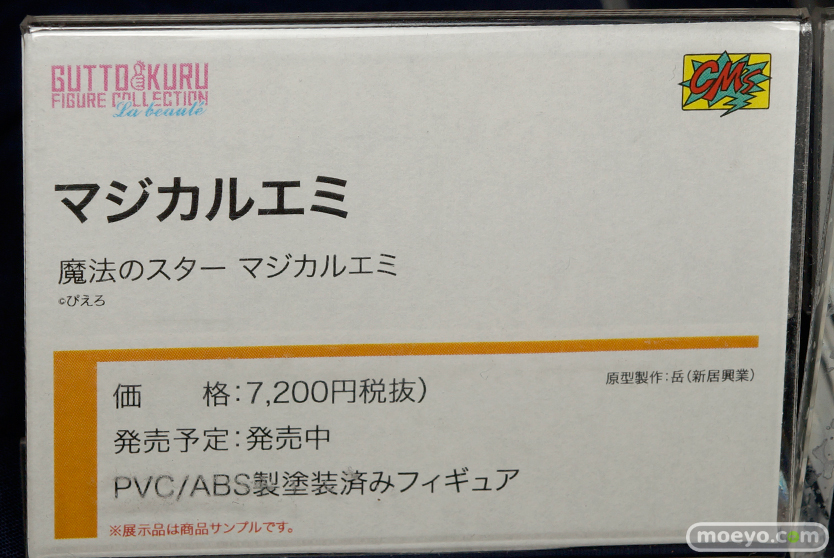 GUTTO KURU
FIGURE COLLECTION
La beauté
CMs
マジカルエミ
魔法のスター マジカルエミ
©ぴえろ
原型製作:岳(新居興業)
価　　格:7,200円税抜)
発売予定:発売中
PVC/ABS製塗装済みフィギュア
※展示品は商品サンプルです。
moeyo.com